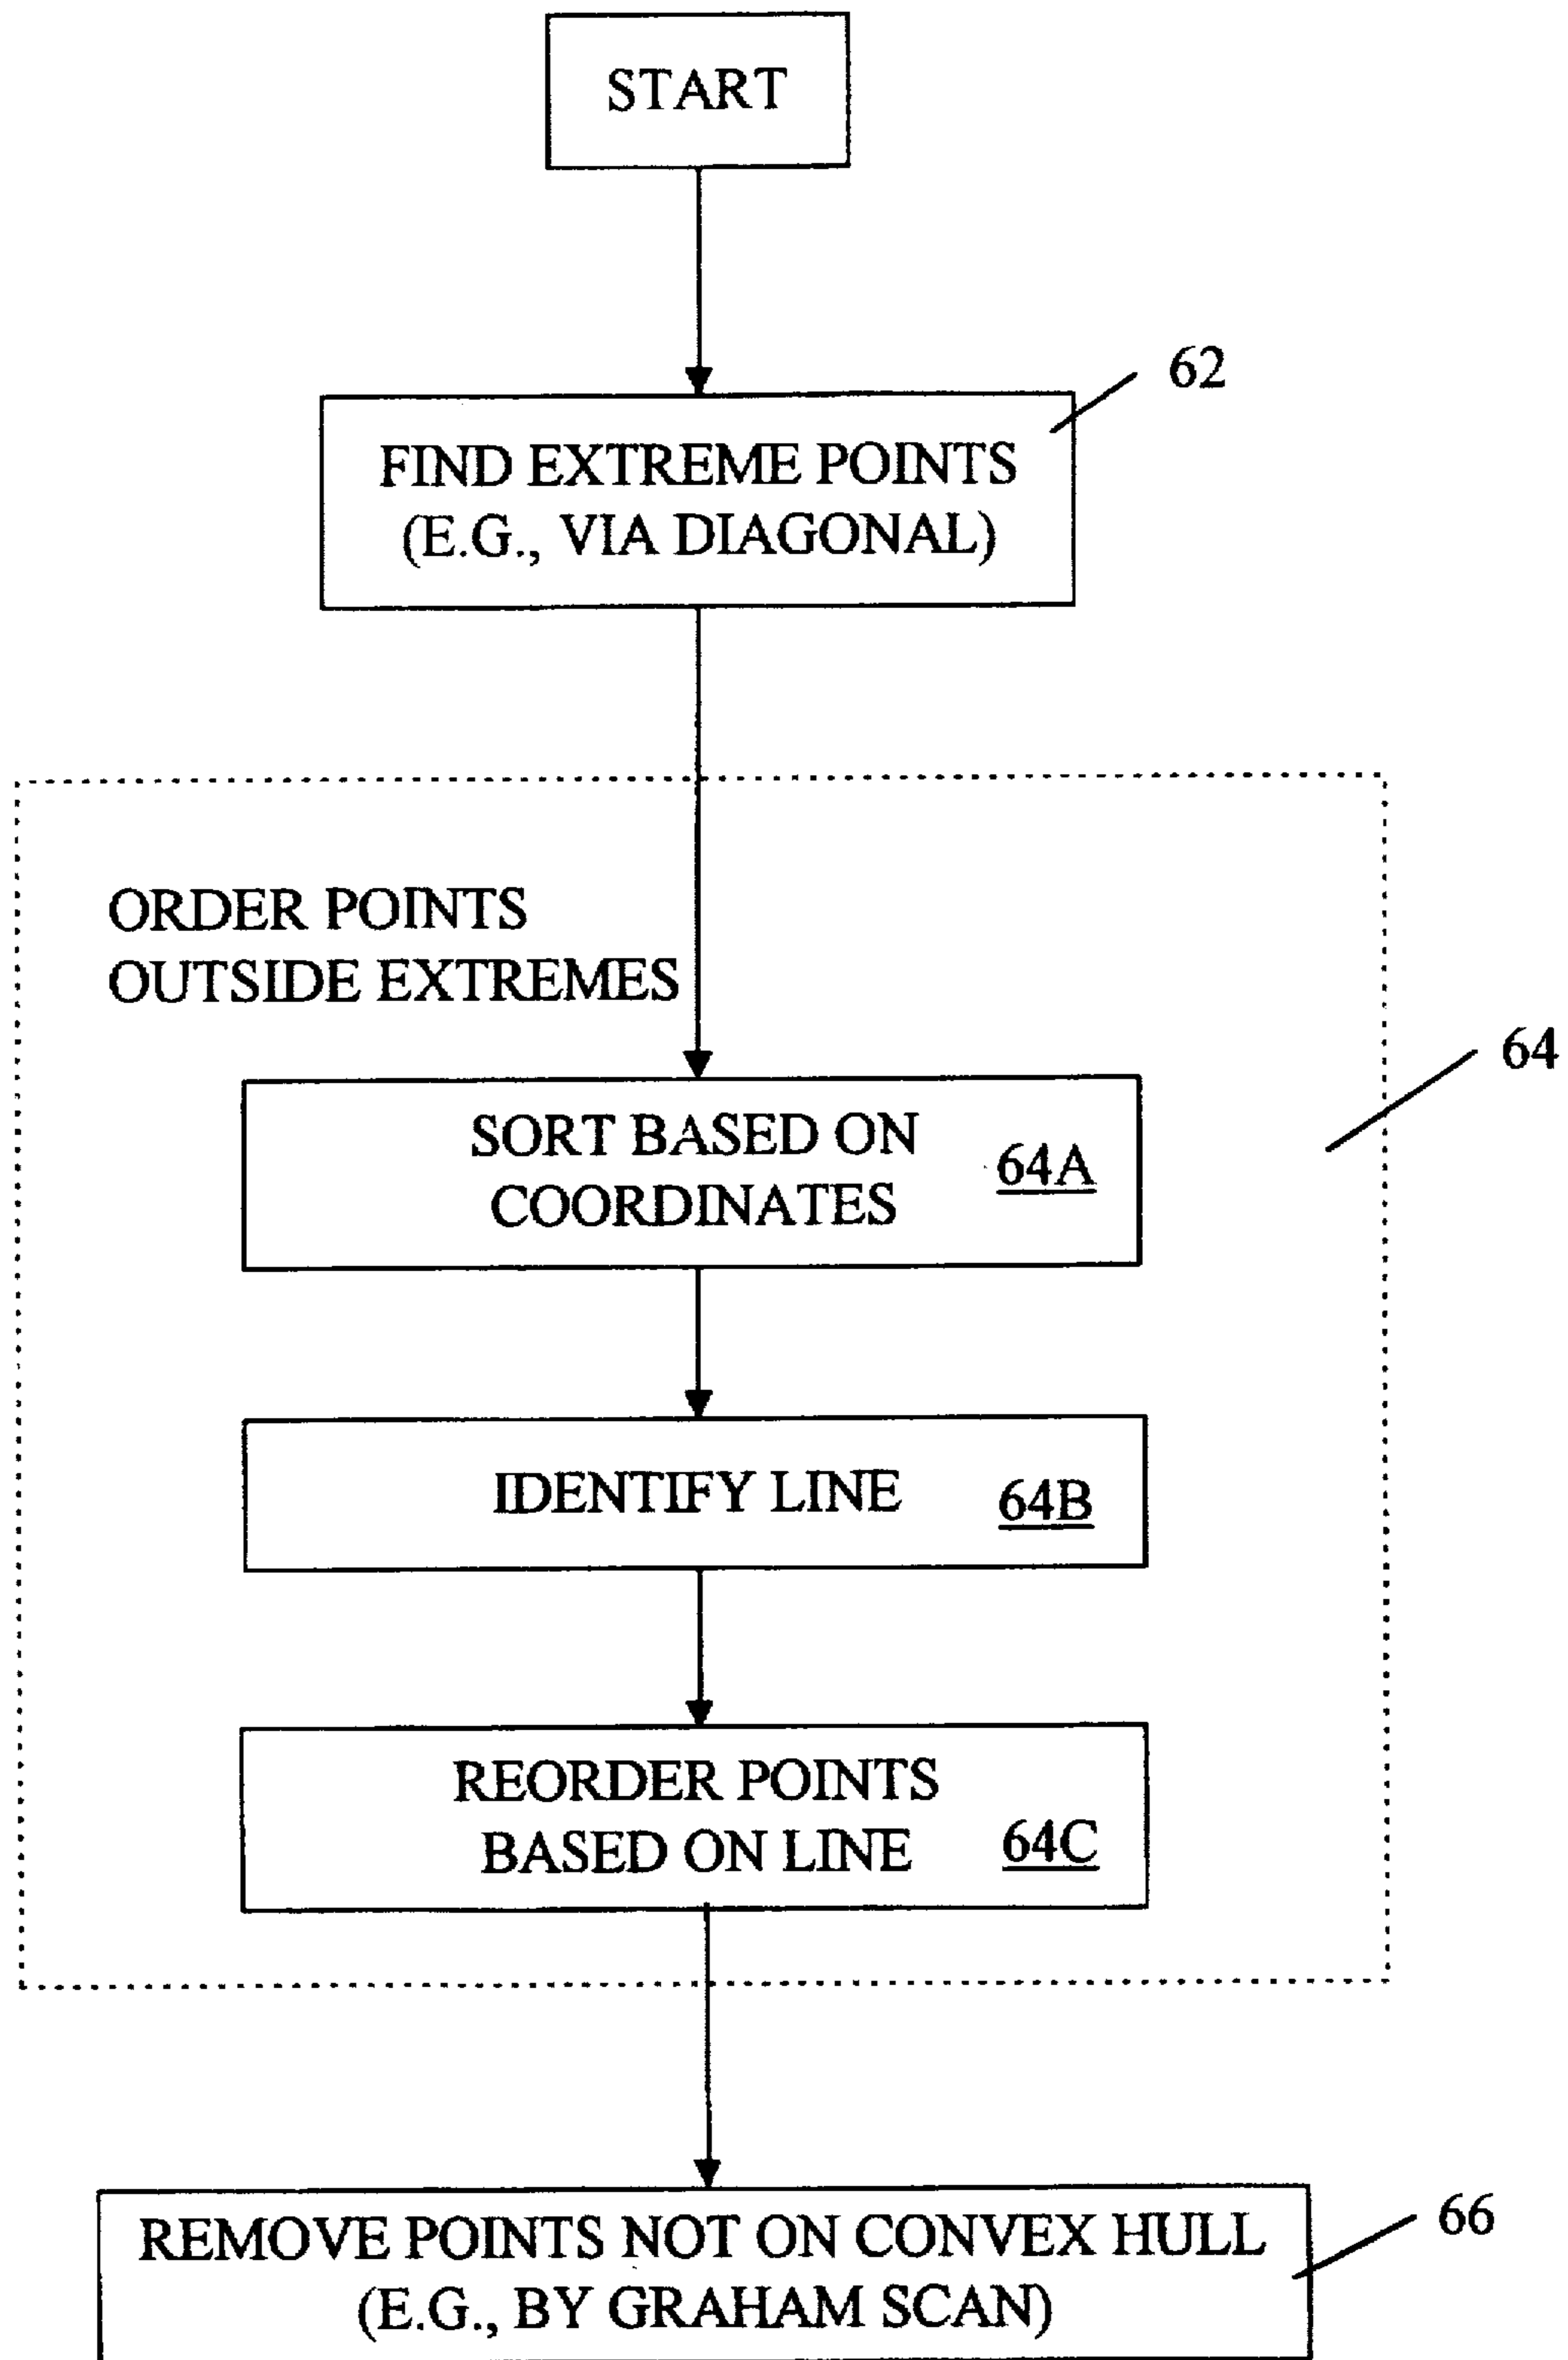 START
62
FIND EXTREME POINTS
(E.G., VIA DIAGONAL)
ORDER POINTS
OUTSIDE EXTREMES
64
SORT BASED ON
COORDINATES
64A
IDENTIFY LINE
64B
REORDER POINTS
BASED ON LINE
64C
REMOVE POINTS NOT ON CONVEX HULL
(E.G., BY GRAHAM SCAN)
66